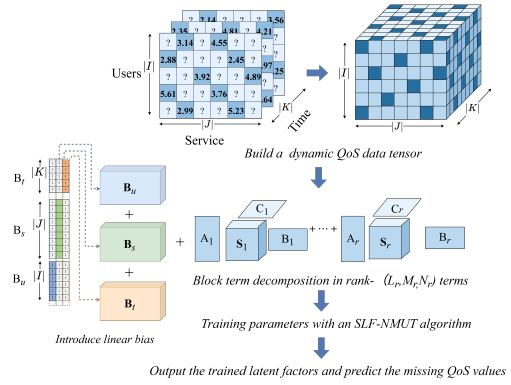 2.14 3.56
2.35 4.81 4.21
? 3.14 ? 4.55 ? ?
2.88 ? ? ? 2.45 ? .97
? ? 3.92 ? ? 4.89 .25
5.61 ? ? 3.76 ? ? .64
? 2.99 ? ? 5.23 ?
Users |I|
|J|
|K|
Time
Service
|I|
|J|
|K|
Build a dynamic QoS data tensor
B_t |K|
B_s |J|
B_u |I|
B_u
+
B_s
+
B_t
+ A_1 C_1 S_1 B_1 + ··· + A_r C_r S_r B_r
Block term decomposition in rank- (L_r,M_r,N_r) terms
Introduce linear bias
Training parameters with an SLF-NMUT algorithm
Output the trained latent factors and predict the missing QoS values